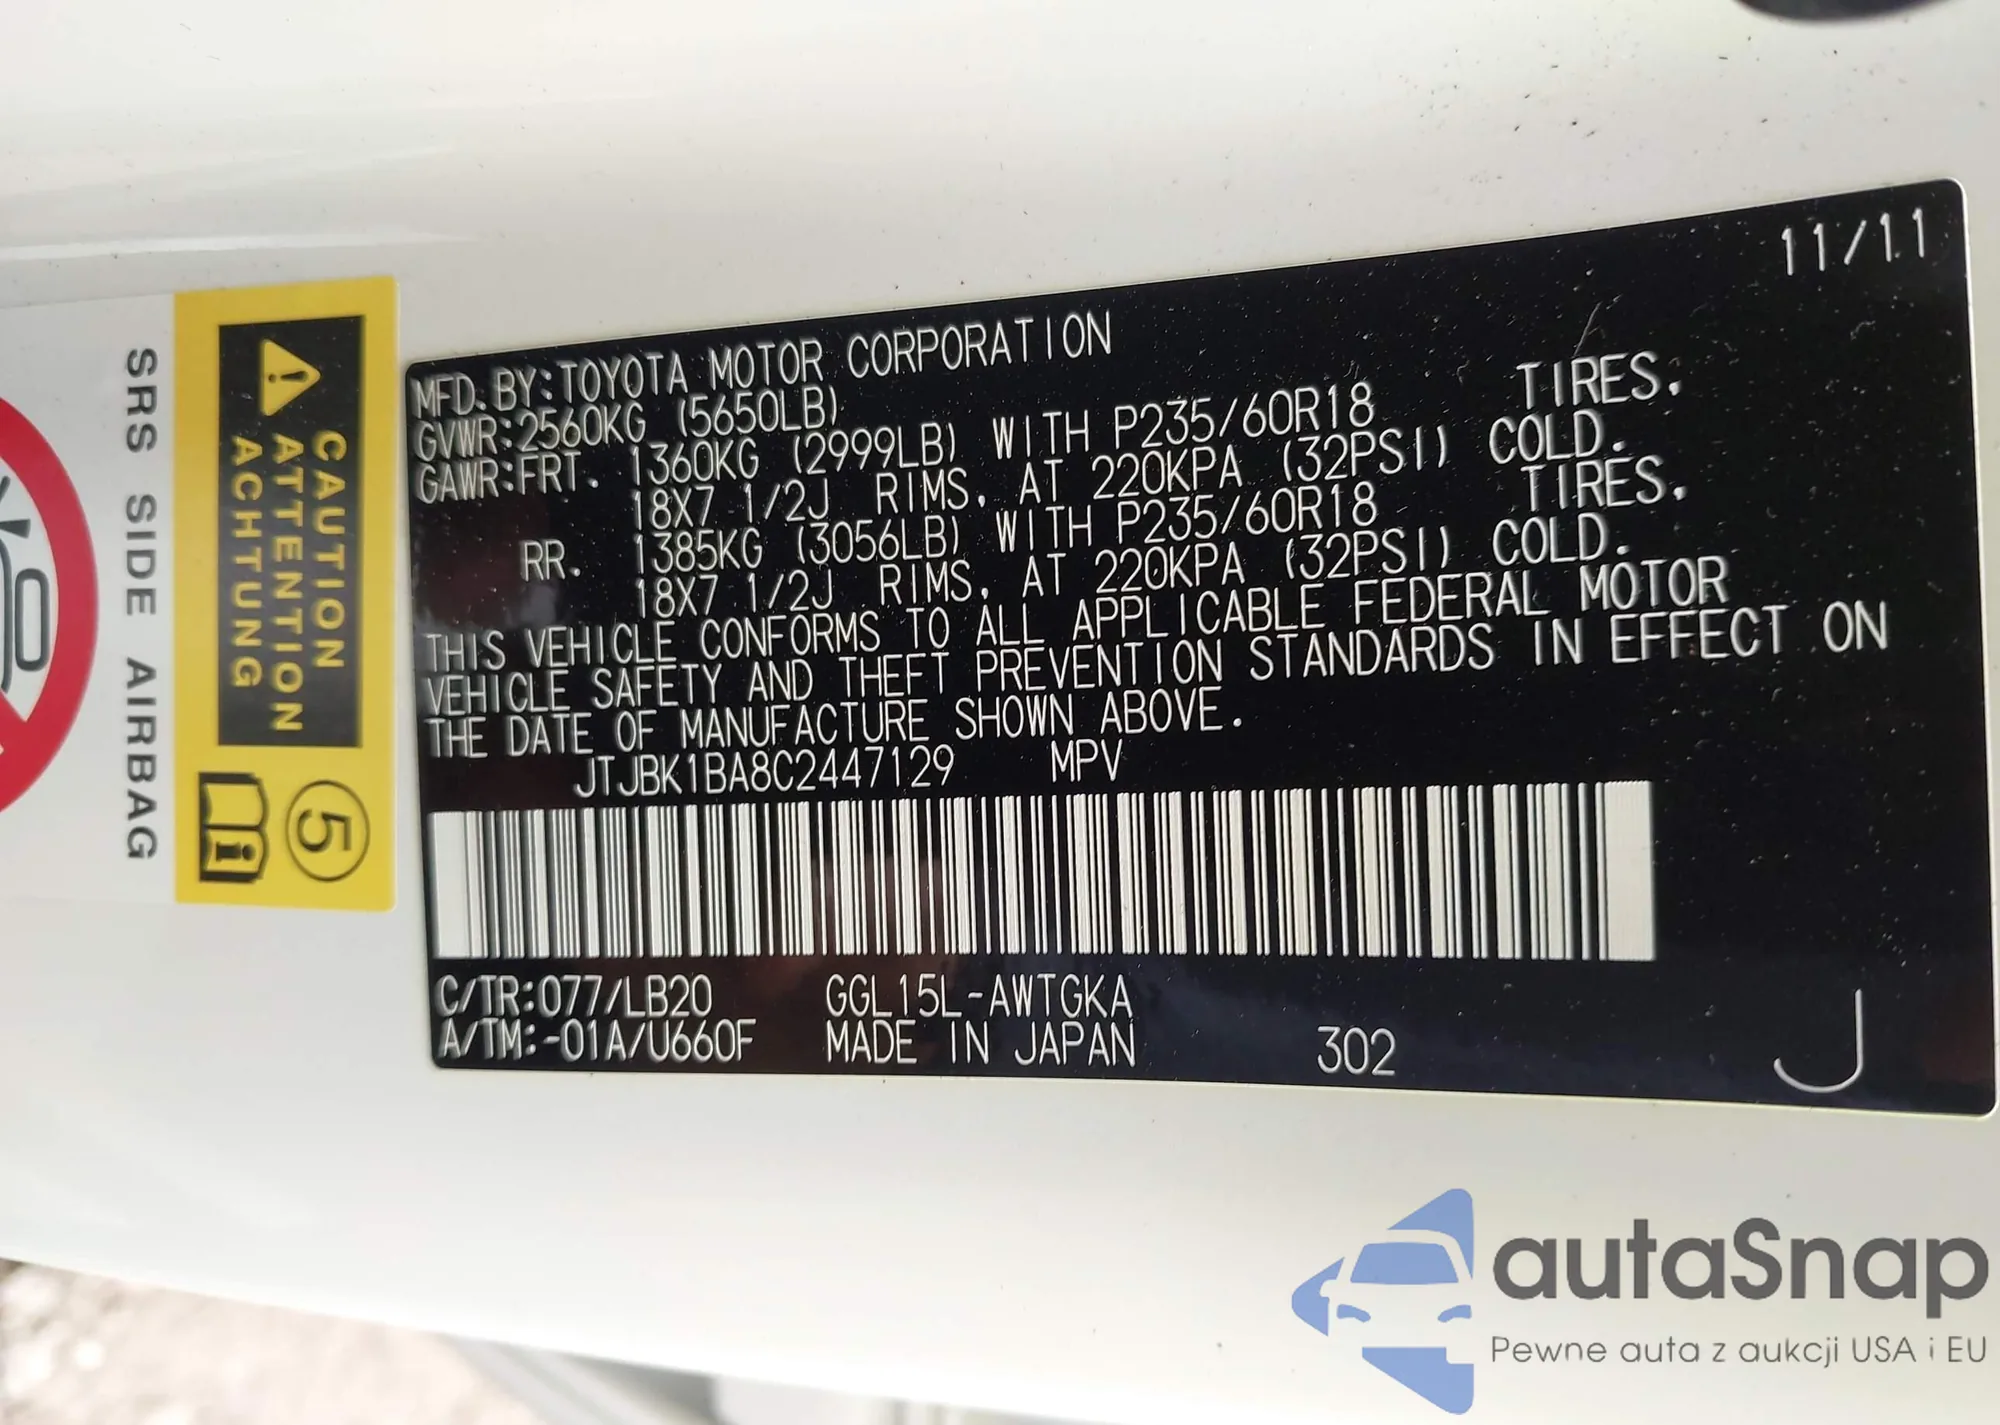 11/11
MFD. BY:TOYOTA MOTOR CORPORATION
GVWR:2560KG (5650LB)
GAWR:FRT. 1360KG (2999LB) WITH P235/60R18 TIRES,
18X7 1/2J RIMS, AT 220KPA (32PSI) COLD.
RR. 1385KG (3056LB) WITH P235/60R18 TIRES,
18X7 1/2J RIMS, AT 220KPA (32PSI) COLD.
THIS VEHICLE CONFORMS TO ALL APPLICABLE FEDERAL MOTOR
VEHICLE SAFETY AND THEFT PREVENTION STANDARDS IN EFFECT ON
THE DATE OF MANUFACTURE SHOWN ABOVE.
JTJBK1BA8C2447129 MPV
C/TR:077/LB20 GGL15L-AWTGKA
A/TM:-01A/U660F MADE IN JAPAN 302 J
CAUTION
ATTENTION
ACHTUNG
5
i
SRS SIDE AIRBAG
autaSnap
Pewne auta z aukcji USA i EU